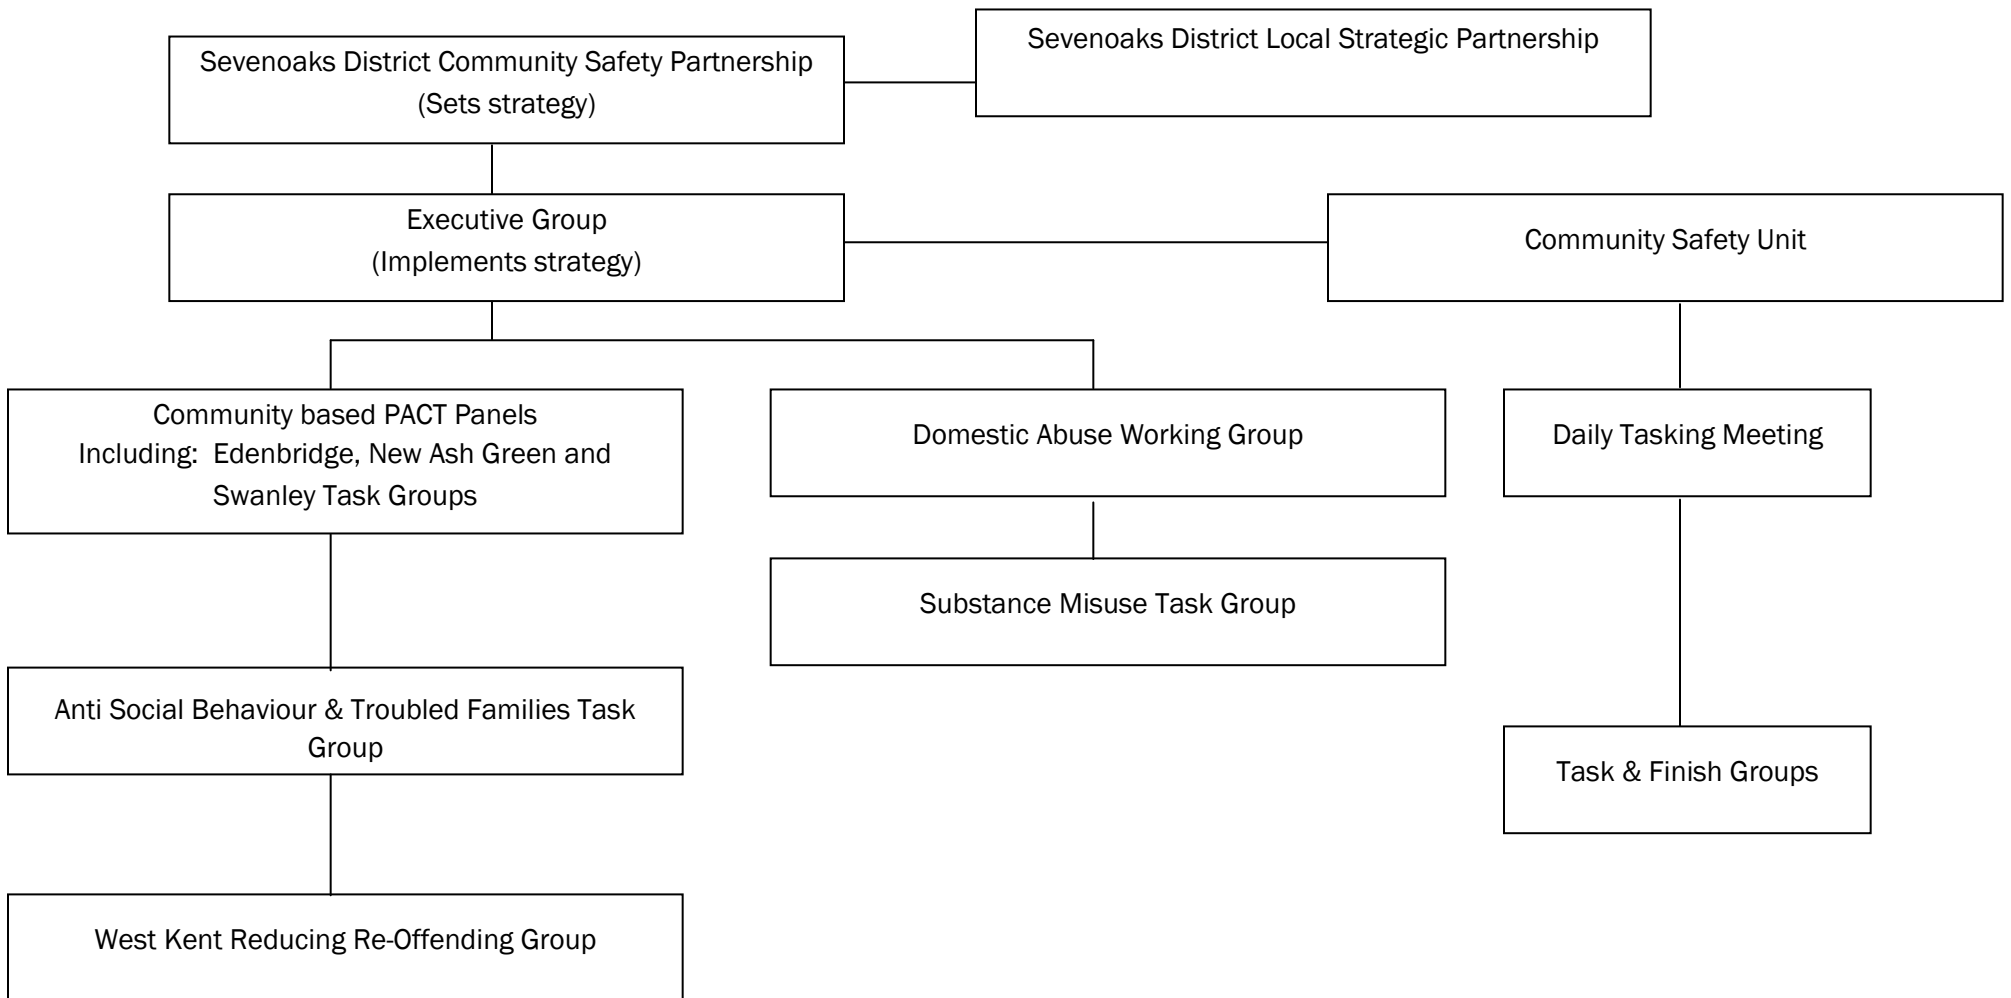 Sevenoaks District Community Safety Partnership
(Sets strategy)
Sevenoaks District Local Strategic Partnership
Executive Group
(Implements strategy)
Community Safety Unit
Community based PACT Panels
Including:  Edenbridge, New Ash Green and
Swanley Task Groups
Domestic Abuse Working Group
Daily Tasking Meeting
Substance Misuse Task Group
Anti Social Behaviour & Troubled Families Task
Group
Task & Finish Groups
West Kent Reducing Re-Offending Group